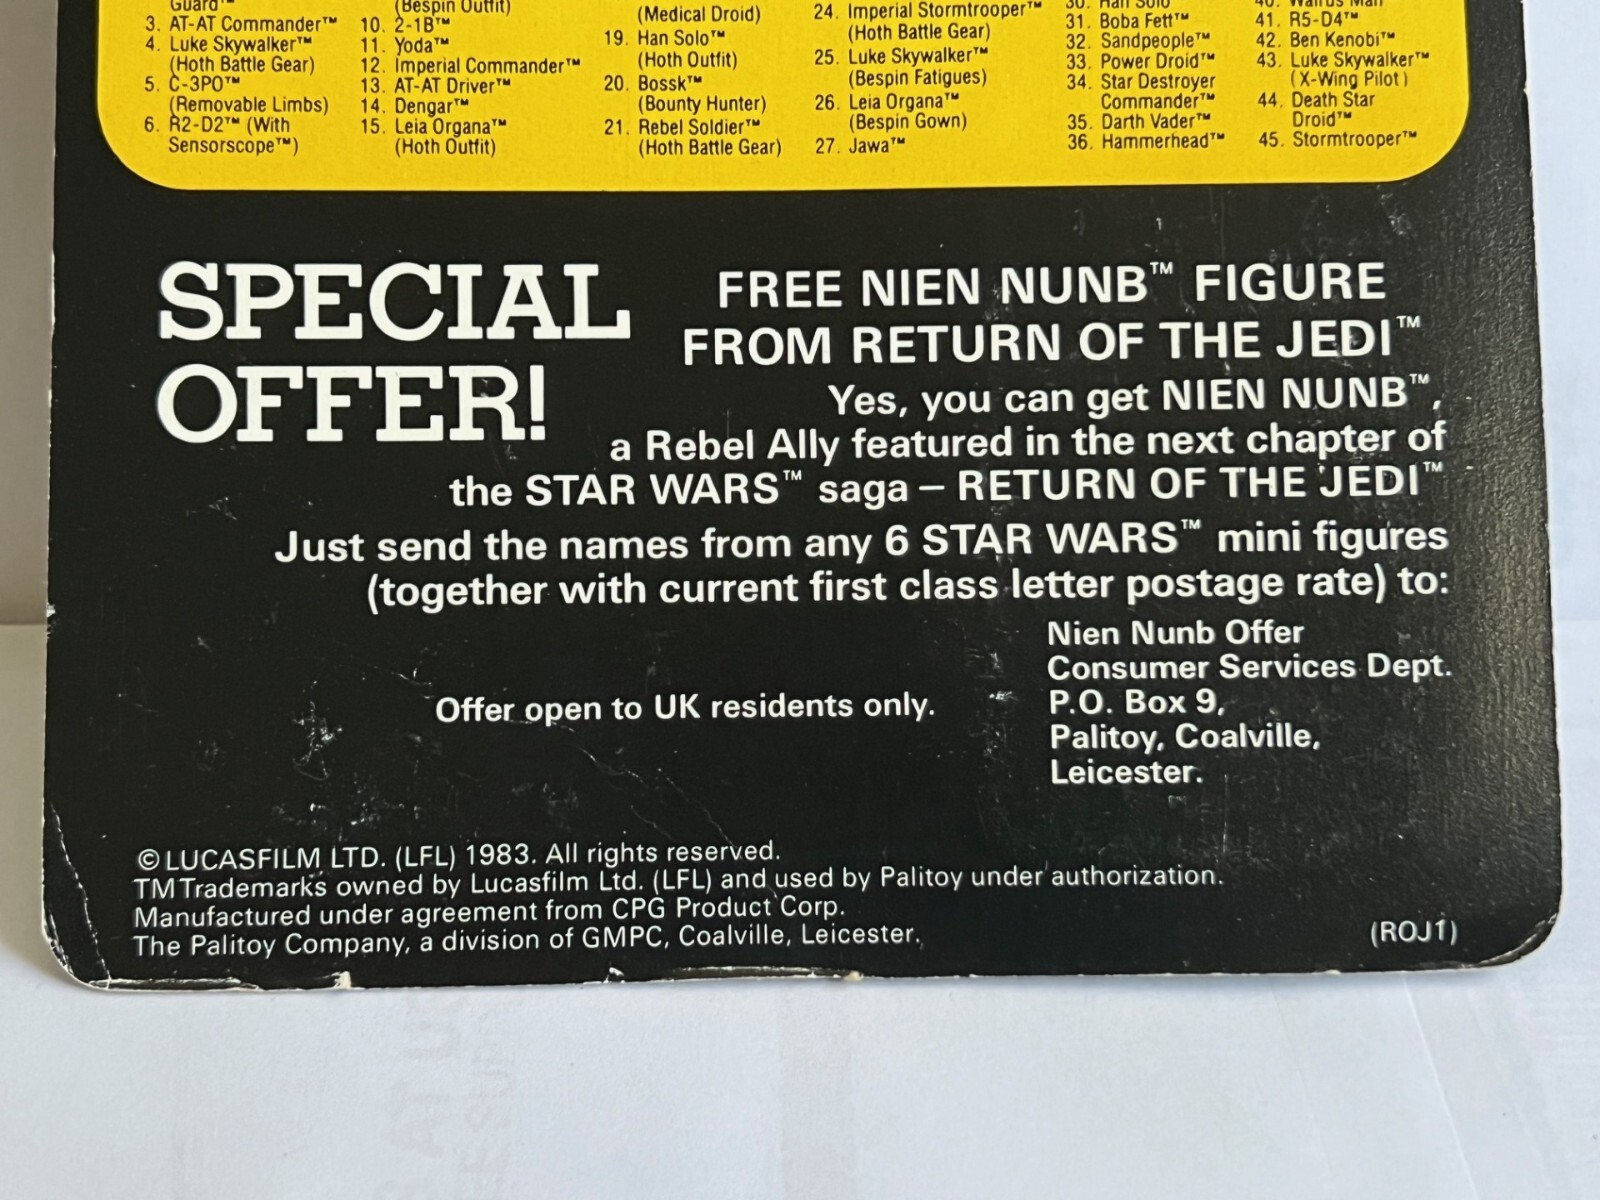 Guard™
3. AT-AT Commander™
4. Luke Skywalker™
(Hoth Battle Gear)
5. C-3PO™
(Removable Limbs)
6. R2-D2™ (With
Sensorscope™)
(Bespin Outfit)
10. 2-1B™
11. Yoda™
12. Imperial Commander™
13. AT-AT Driver™
14. Dengar™
15. Leia Organa™
(Hoth Outfit)
(Medical Droid)
19. Han Solo™
(Hoth Outfit)
20. Bossk™
(Bounty Hunter)
21. Rebel Soldier™
(Hoth Battle Gear)
24. Imperial Stormtrooper™
(Hoth Battle Gear)
25. Luke Skywalker™
(Bespin Fatigues)
26. Leia Organa™
(Bespin Gown)
27. Jawa™
30. Han Solo
31. Boba Fett™
32. Sandpeople™
33. Power Droid™
34. Star Destroyer
Commander™
35. Darth Vader™
36. Hammerhead™
40. Walrus Man
41. R5-D4™
42. Ben Kenobi™
43. Luke Skywalker™
(X-Wing Pilot)
44. Death Star
Droid™
45. Stormtrooper™
SPECIAL
OFFER!
FREE NIEN NUNB™ FIGURE
FROM RETURN OF THE JEDI™
Yes, you can get NIEN NUNB™,
a Rebel Ally featured in the next chapter of
the STAR WARS™ saga – RETURN OF THE JEDI™
Just send the names from any 6 STAR WARS™ mini figures
(together with current first class letter postage rate) to:
Nien Nunb Offer
Consumer Services Dept.
P.O. Box 9,
Palitoy, Coalville,
Leicester.
Offer open to UK residents only.
© LUCASFILM LTD. (LFL) 1983. All rights reserved.
TM Trademarks owned by Lucasfilm Ltd. (LFL) and used by Palitoy under authorization.
Manufactured under agreement from CPG Product Corp.
The Palitoy Company, a division of GMPC, Coalville, Leicester.
(ROJ1)